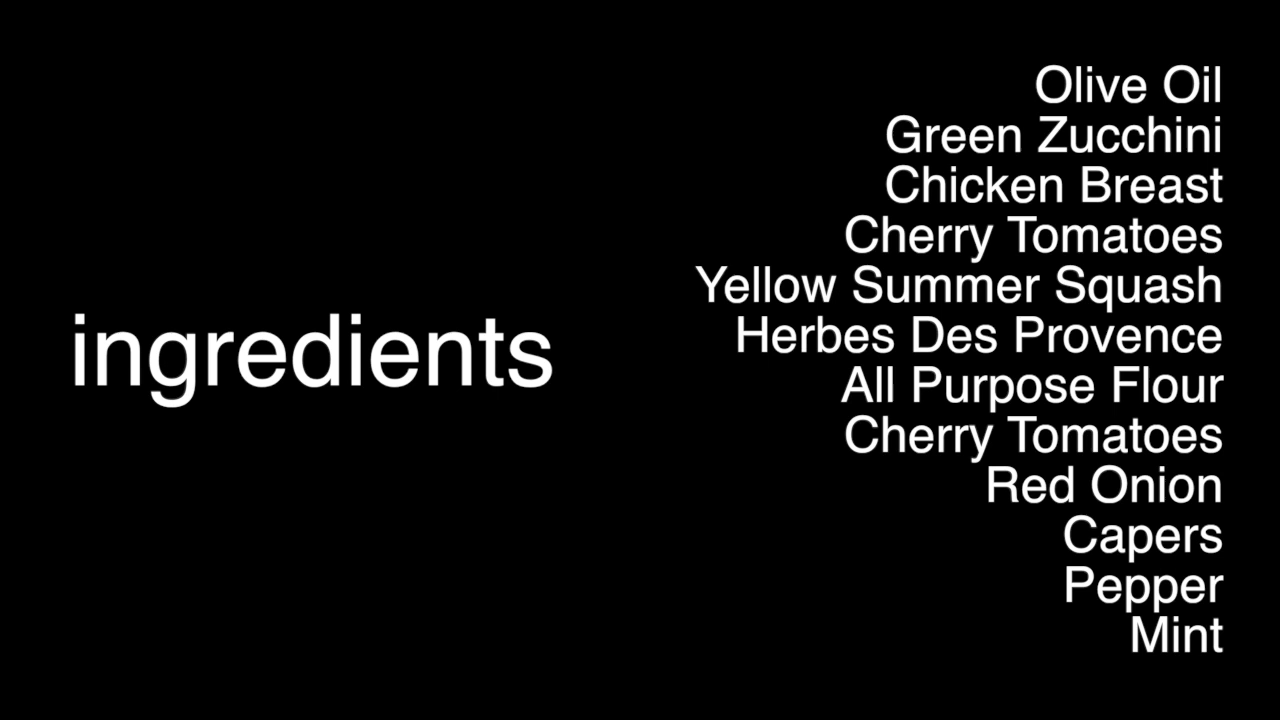 ingredients
Olive Oil
Green Zucchini
Chicken Breast
Cherry Tomatoes
Yellow Summer Squash
Herbes Des Provence
All Purpose Flour
Cherry Tomatoes
Red Onion
Capers
Pepper
Mint